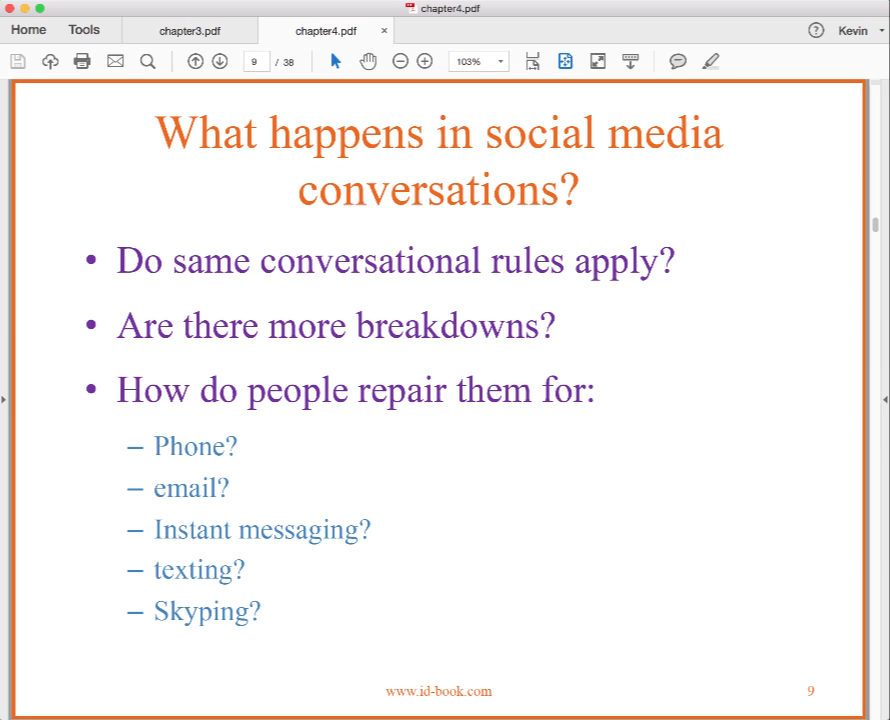 chapter4.pdf
Home Tools chapter3.pdf chapter4.pdf × ? Kevin
9 / 38 103%
What happens in social media
conversations?
• Do same conversational rules apply?
• Are there more breakdowns?
• How do people repair them for:
– Phone?
– email?
– Instant messaging?
– texting?
– Skyping?
www.id-book.com 9